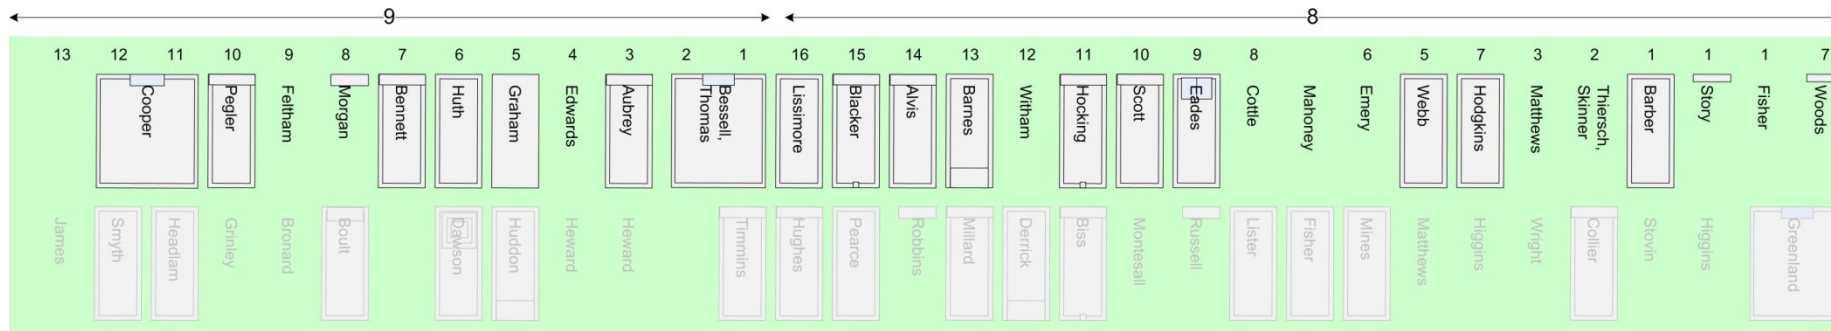 9 8
13 12 11 10 9 8 7 6 5 4 3 2 1 16 15 14 13 12 11 10 9 8 6 5 7 3 2 1 1 1 7
Cooper Pegler Feltham Morgan Bennett Huth Graham Edwards Aubrey Bessell, Thomas Lissimore Blacker Alvis Barnes Witham Hocking Scott Eades Cottle Mahoney Emery Webb Hodgkins Matthews Thiersch, Skinner Barber Story Fisher Woods
James Smyth Headlam Grinley Bronard Boult Dawson Huddon Heward Heward Timmins Hughes Pearce Robbins Millard Derrick Biss Montesall Russell Lister Fisher Mines Matthews Higgins Wright Collier Stovin Higgins Greenland